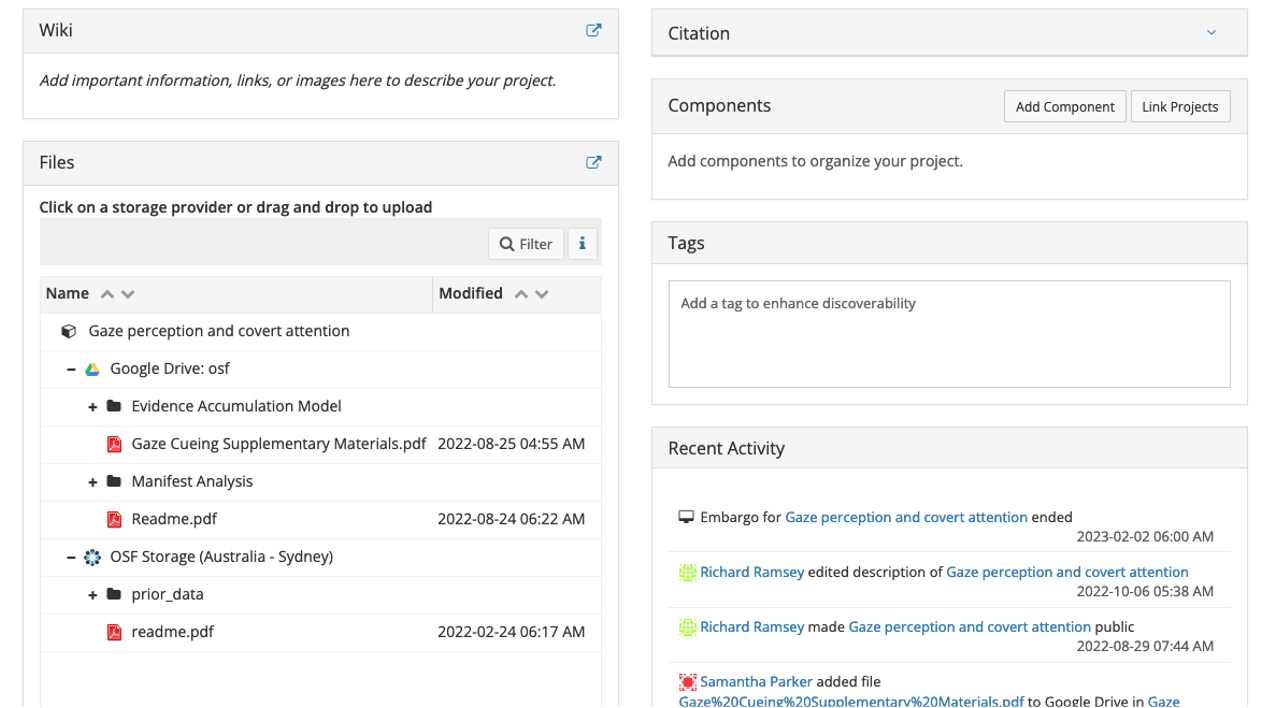 Wiki
Add important information, links, or images here to describe your project.
Files
Click on a storage provider or drag and drop to upload
Filter
i
Name Modified
Gaze perception and covert attention
Google Drive: osf
Evidence Accumulation Model
Gaze Cueing Supplementary Materials.pdf 2022-08-25 04:55 AM
Manifest Analysis
Readme.pdf 2022-08-24 06:22 AM
OSF Storage (Australia - Sydney)
prior_data
readme.pdf 2022-02-24 06:17 AM
Citation
Components
Add Component
Link Projects
Add components to organize your project.
Tags
Add a tag to enhance discoverability
Recent Activity
Embargo for Gaze perception and covert attention ended
2023-02-02 06:00 AM
Richard Ramsey edited description of Gaze perception and covert attention
2022-10-06 05:38 AM
Richard Ramsey made Gaze perception and covert attention public
2022-08-29 07:44 AM
Samantha Parker added file
Gaze%20Cueing%20Supplementary%20Materials.pdf to Google Drive in Gaze